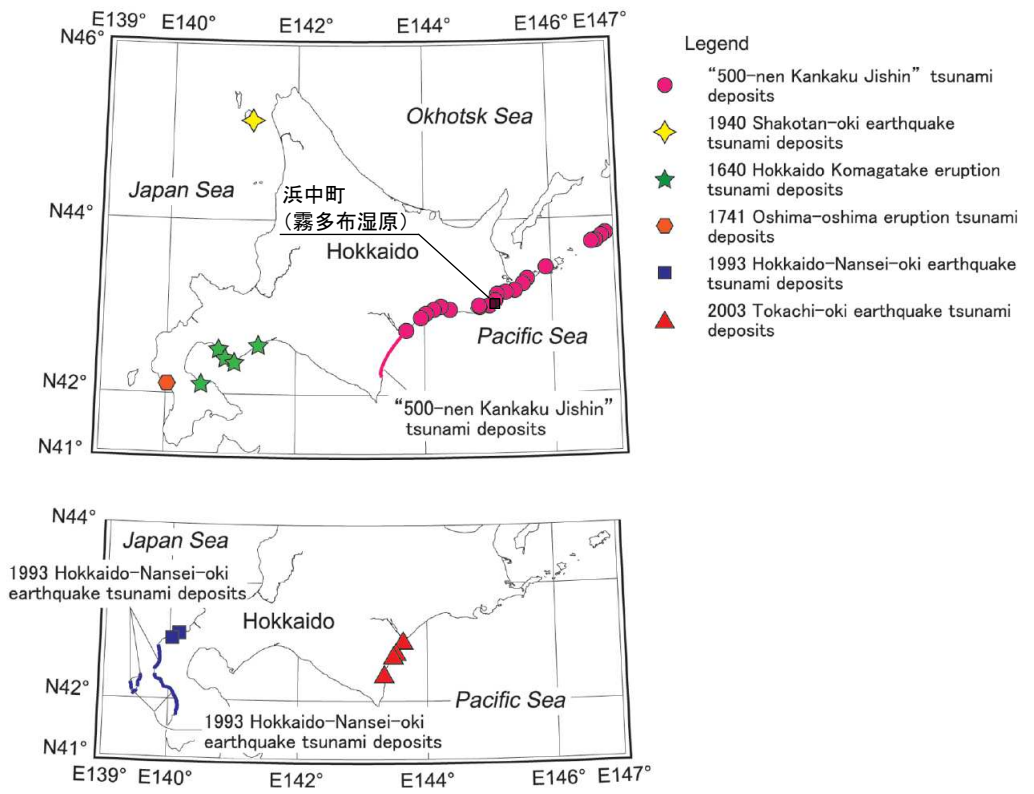 E139° E140° E142° E144° E146° E147°
N46°
Okhotsk Sea
Japan Sea
N44°
浜中町
（霧多布湿原）
Hokkaido
Pacific Sea
N42°
“500-nen Kankaku Jishin”
tsunami deposits
N41°
Legend
“500-nen Kankaku Jishin” tsunami
deposits
1940 Shakotan-oki earthquake
tsunami deposits
1640 Hokkaido Komagatake eruption
tsunami deposits
1741 Oshima-oshima eruption tsunami
deposits
1993 Hokkaido-Nansei-oki earthquake
tsunami deposits
2003 Tokachi-oki earthquake tsunami
deposits
N44°
Japan Sea
1993 Hokkaido-Nansei-oki
earthquake tsunami deposits
Hokkaido
N42°
Pacific Sea
1993 Hokkaido-Nansei-oki
earthquake tsunami deposits
N41°
E139° E140° E142° E144° E146° E147°